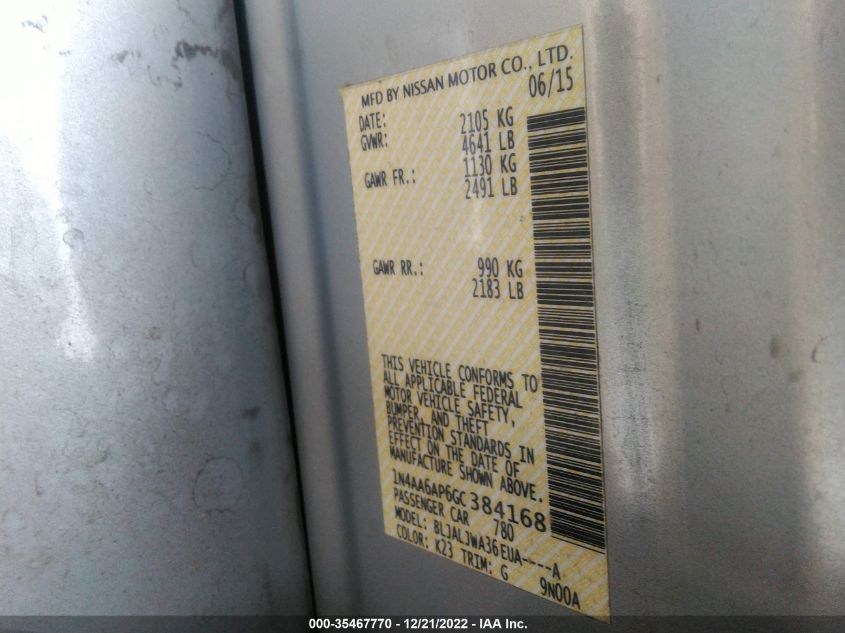 MFD BY NISSAN MOTOR CO., LTD.
DATE: 06/15
GVWR: 2105 KG
4641 LB
GAWR FR.: 1130 KG
2491 LB
GAWR RR.: 990 KG
2183 LB
THIS VEHICLE CONFORMS TO
ALL APPLICABLE FEDERAL
MOTOR VEHICLE SAFETY,
BUMPER, AND THEFT
PREVENTION STANDARDS IN
EFFECT ON THE DATE OF
MANUFACTURE SHOWN ABOVE.
1N4AA6AP6GC384168
PASSENGER CAR 780
MODEL: BLJALJWA36EUA----A
COLOR: K23 TRIM: G 9N00A
000-35467770 - 12/21/2022 - IAA Inc.